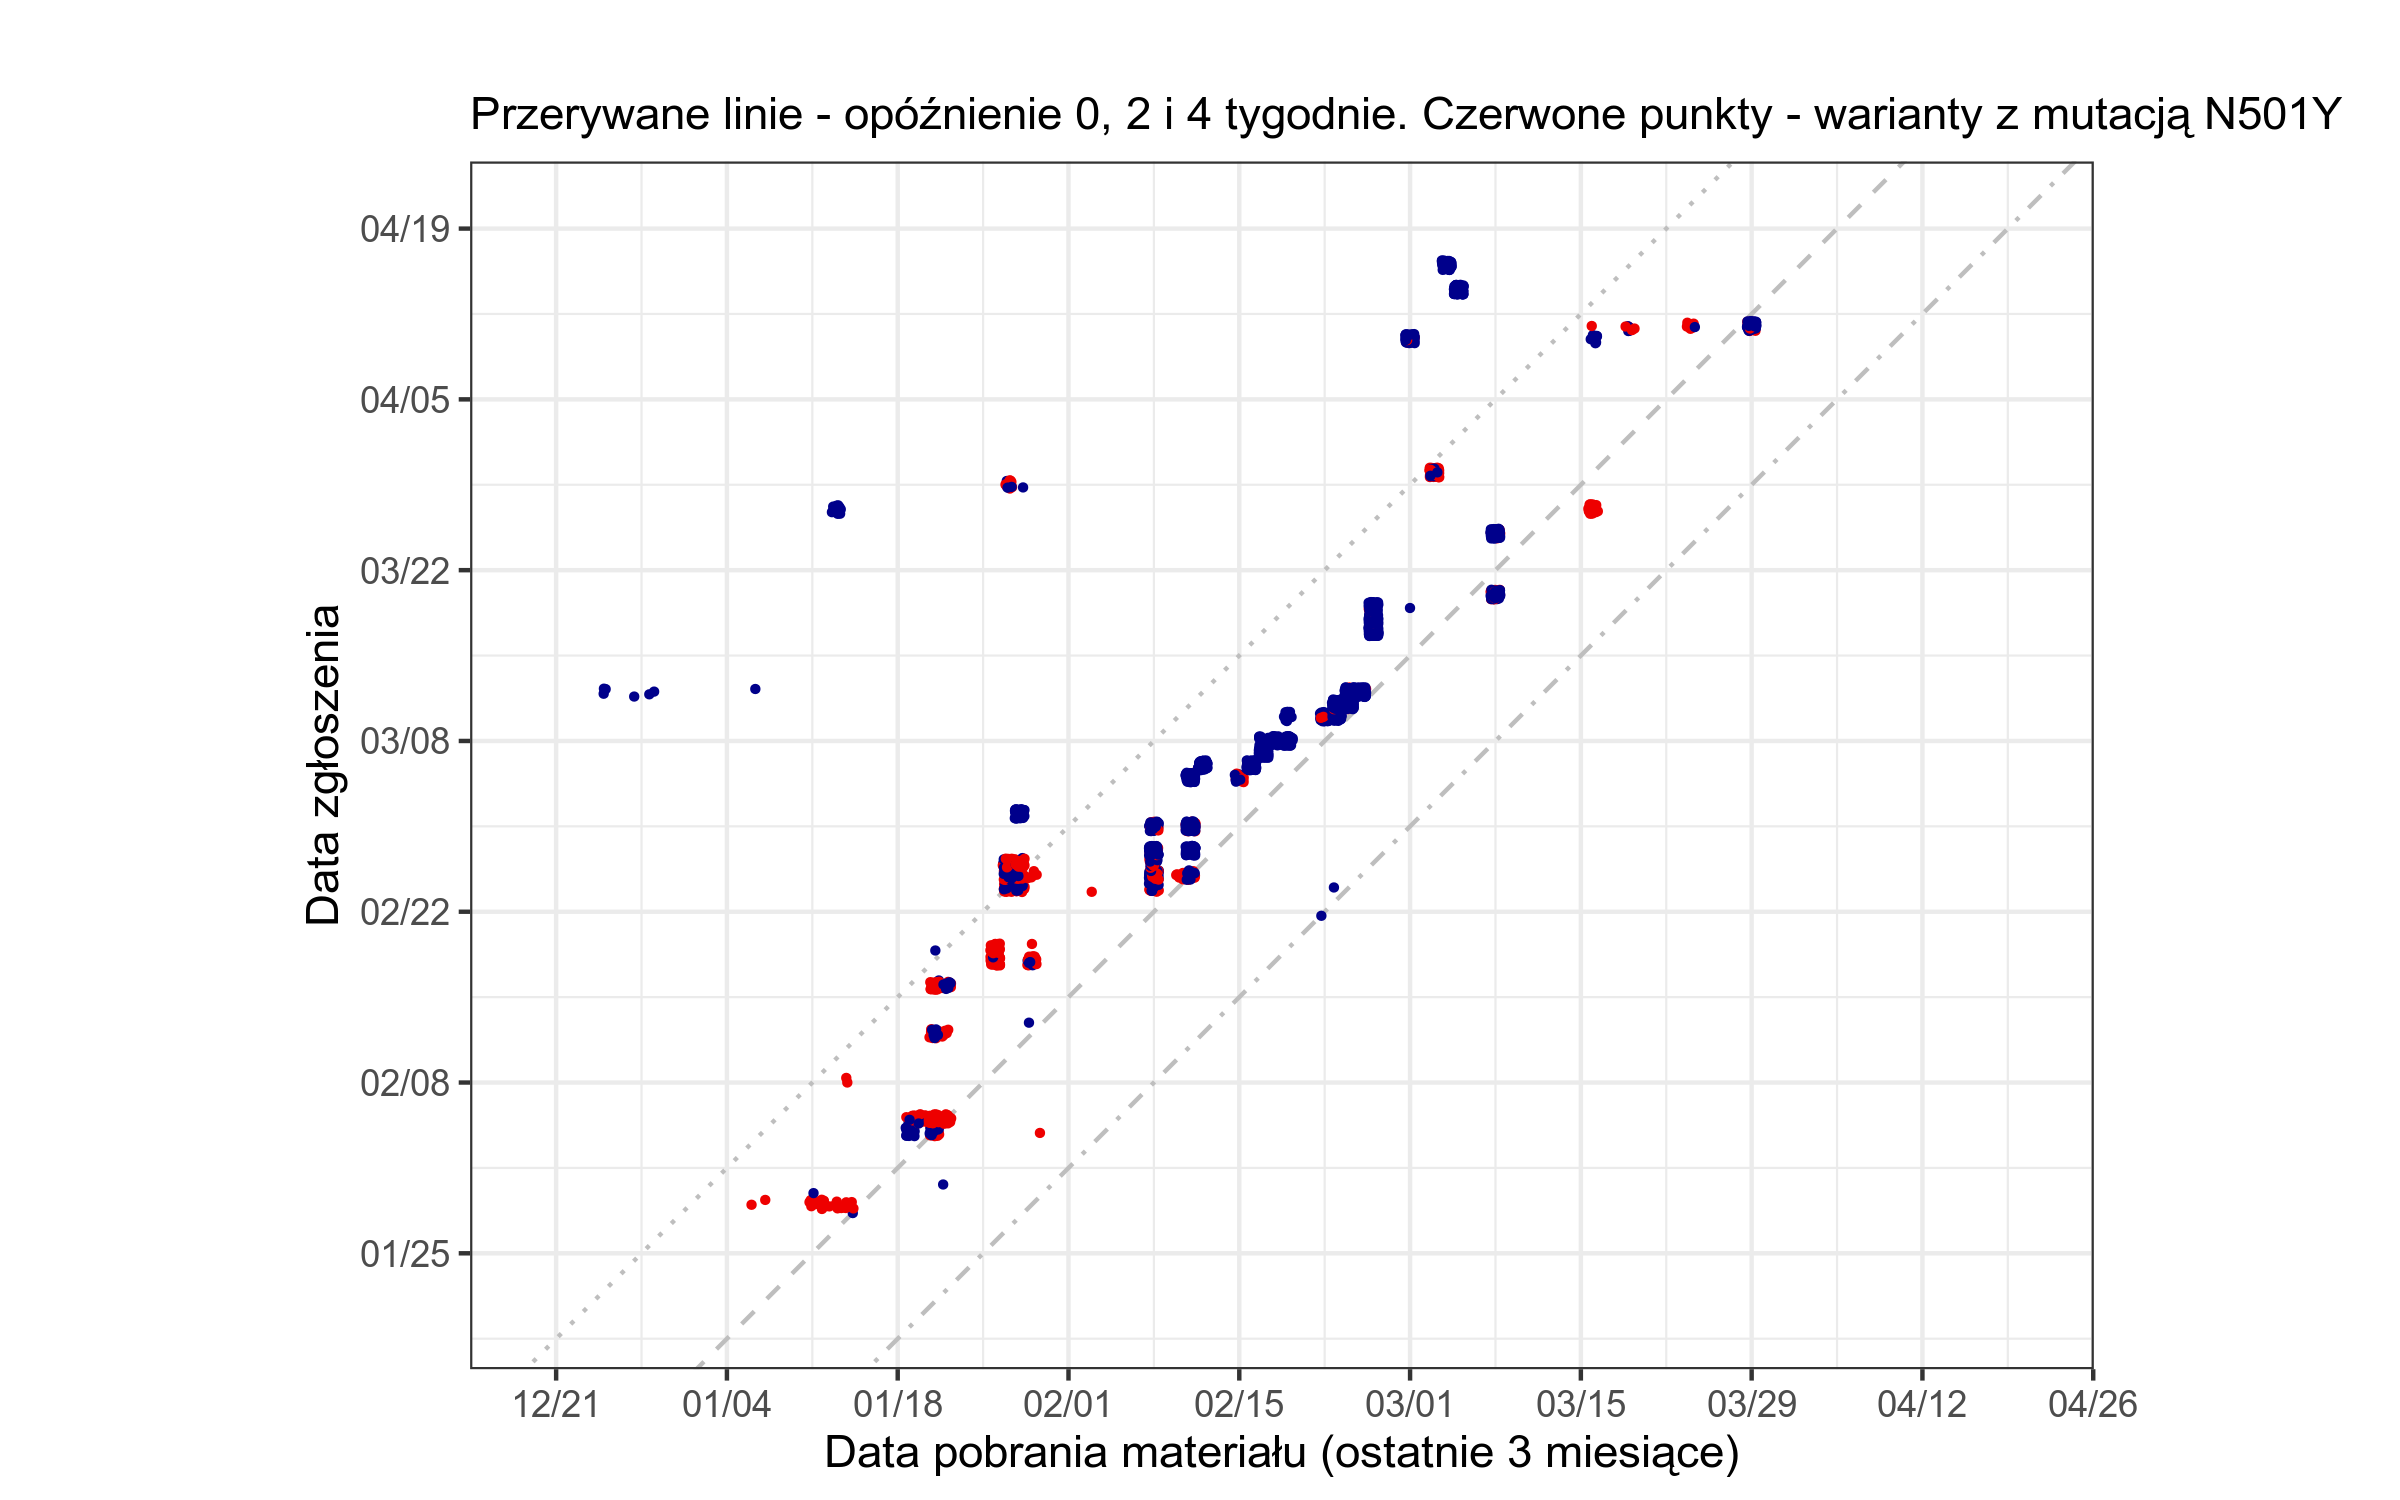 Przerywane linie - opóźnienie 0, 2 i 4 tygodnie. Czerwone punkty - warianty z mutacją N501Y
Data zgłoszenia
04/19
04/05
03/22
03/08
02/22
02/08
01/25
12/21 01/04 01/18 02/01 02/15 03/01 03/15 03/29 04/12 04/26
Data pobrania materiału (ostatnie 3 miesiące)